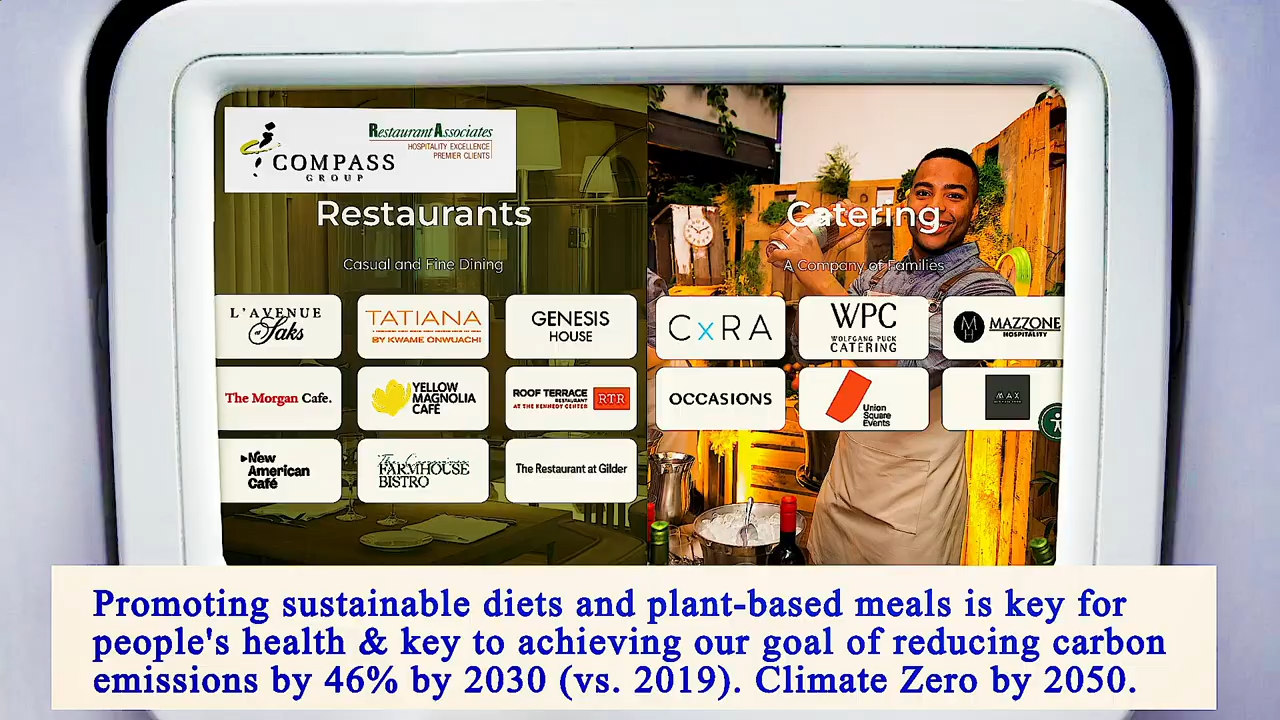 COMPASS
GROUP
Restaurant Associates
HOSPITALITY EXCELLENCE
PREMIER CLIENTS
Restaurants
Casual and Fine Dining
L'AVENUE
Saks
TATIANA
BY KWAME ONWUACHI
GENESIS
HOUSE
The Morgan Cafe.
YELLOW
MAGNOLIA
CAFÉ
ROOF TERRACE
RESTAURANT
AT THE KENNEDY CENTER
RTR
New
American
Café
FARMHOUSE
BISTRO
The Restaurant at Gilder
Catering
A Company of Families
CxRA
WPC
WOLFGANG PUCK
CATERING
MAZZONE
HOSPITALITY
OCCASIONS
Union
Square
Events
MAX
Promoting sustainable diets and plant-based meals is key for
people's health & key to achieving our goal of reducing carbon
emissions by 46% by 2030 (vs. 2019). Climate Zero by 2050.